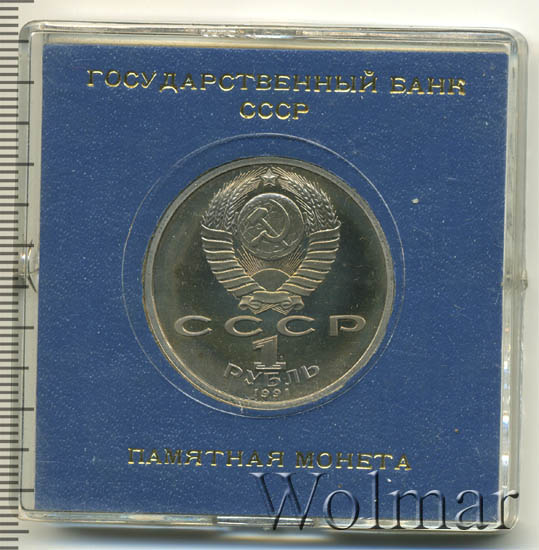 ГОСУДАРСТВЕННЫЙ БАНК
СССР
СССР
1
РУБЛЬ
1991
ПАМЯТНАЯ МОНЕТА
Wolmar